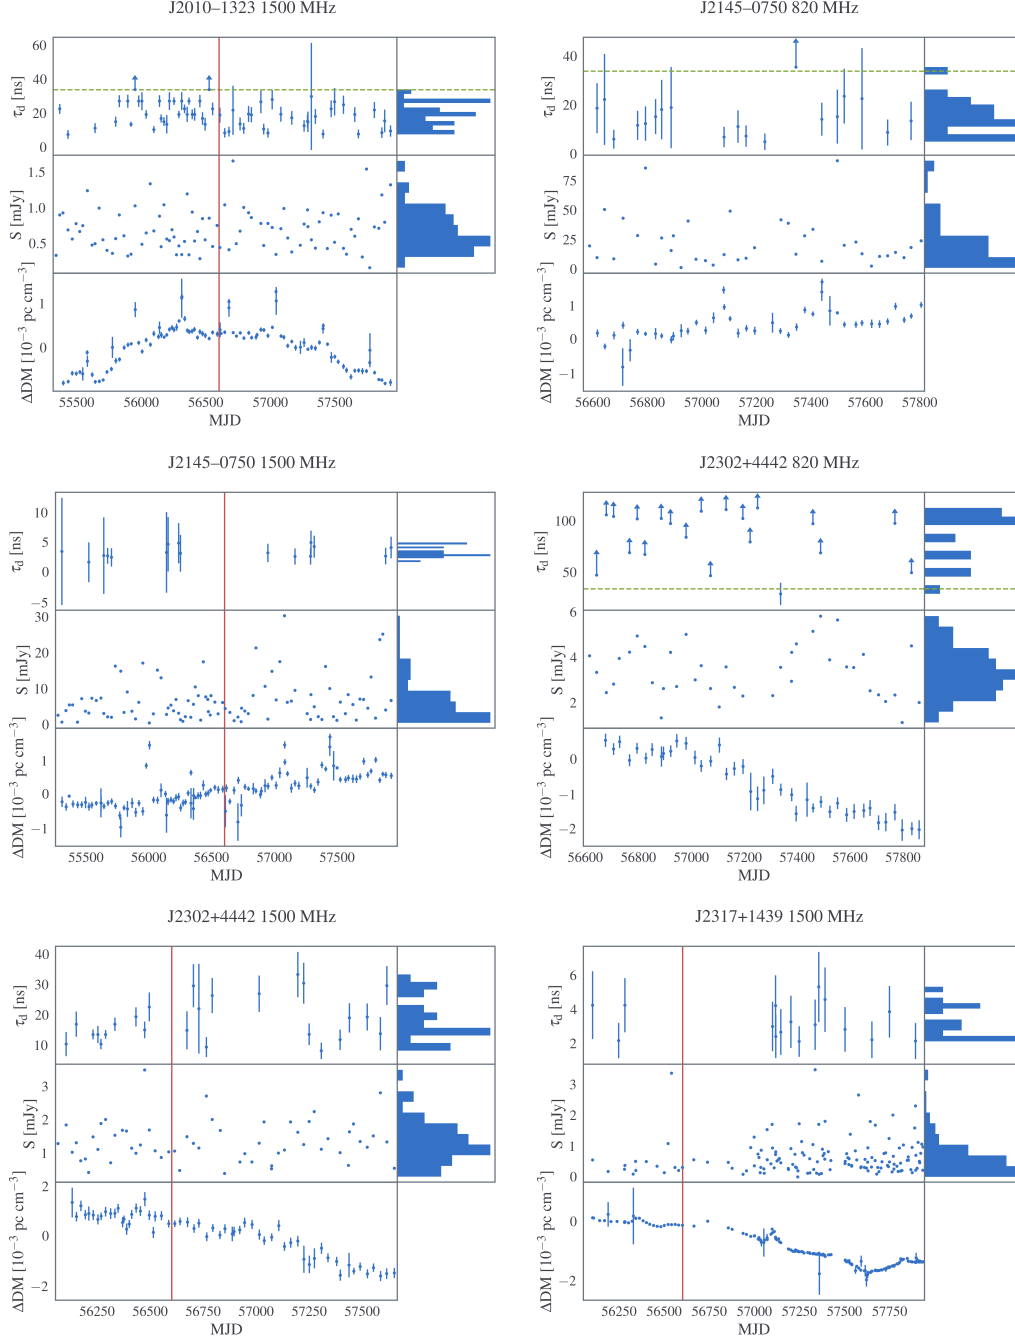 J2010–1323 1500 MHz
60
40
20
0
τd [ns]
1.5
1.0
0.5
S [mJy]
1
0
ΔDM [10−3 pc cm−3]
55500 56000 56500 57000 57500
MJD
J2145–0750 820 MHz
40
20
0
τd [ns]
75
50
25
0
S [mJy]
1
0
−1
ΔDM [10−3 pc cm−3]
56600 56800 57000 57200 57400 57600 57800
MJD
J2145–0750 1500 MHz
10
5
0
−5
τd [ns]
30
20
10
0
S [mJy]
1
0
−1
ΔDM [10−3 pc cm−3]
55500 56000 56500 57000 57500
MJD
J2302+4442 820 MHz
100
50
τd [ns]
6
4
2
S [mJy]
0
−1
−2
ΔDM [10−3 pc cm−3]
56600 56800 57000 57200 57400 57600 57800
MJD
J2302+4442 1500 MHz
40
30
20
10
τd [ns]
3
2
1
S [mJy]
2
0
−2
ΔDM [10−3 pc cm−3]
56250 56500 56750 57000 57250 57500
MJD
J2317+1439 1500 MHz
6
4
2
τd [ns]
3
2
1
0
S [mJy]
0
−2
ΔDM [10−3 pc cm−3]
56250 56500 56750 57000 57250 57500 57750
MJD